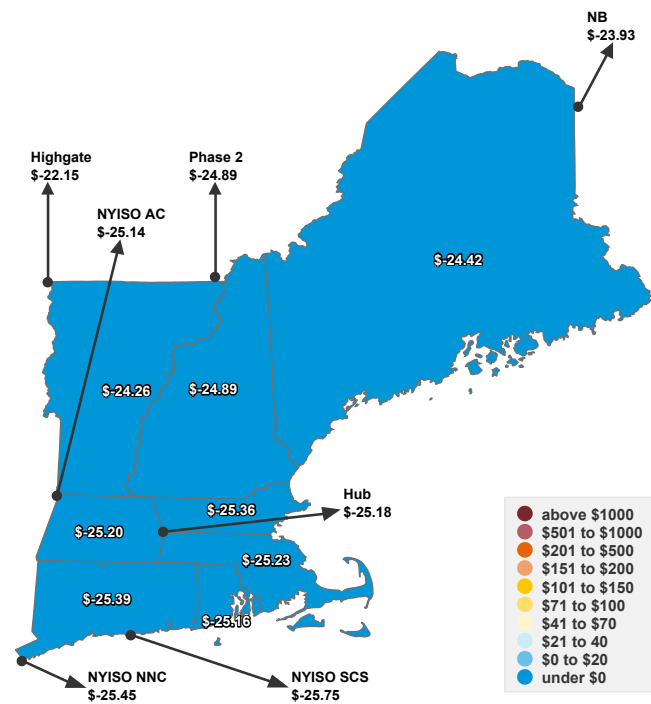 NB
$-23.93
Highgate
$-22.15
Phase 2
$-24.89
NYISO AC
$-25.14
$-24.42
$-24.26
$-24.89
Hub
$-25.18
$-25.36
$-25.20
$-25.23
$-25.39
$-25.16
NYISO NNC
$-25.45
NYISO SCS
$-25.75
above $1000
$501 to $1000
$201 to $500
$151 to $200
$101 to $150
$71 to $100
$41 to $70
$21 to 40
$0 to $20
under $0